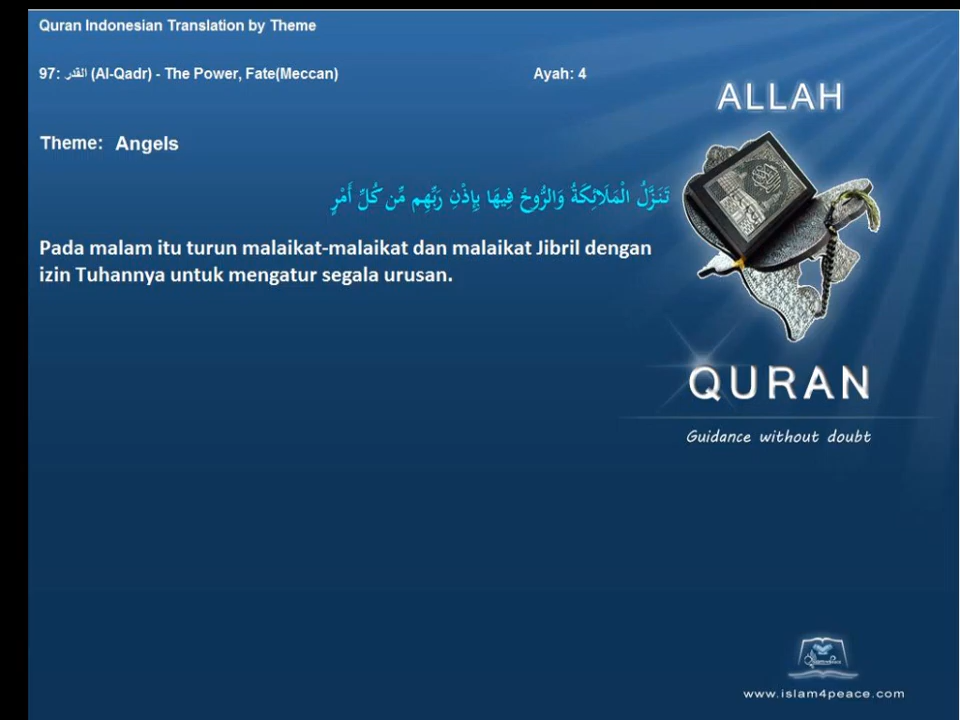 Quran Indonesian Translation by Theme
97: القدر (Al-Qadr) - The Power, Fate(Meccan) Ayah: 4
ALLAH
Theme: Angels
تَنَزَّلُ الْمَلَائِكَةُ وَالرُّوحُ فِيهَا بِإِذْنِ رَبِّهِم مِّن كُلِّ أَمْرٍ
Pada malam itu turun malaikat-malaikat dan malaikat Jibril dengan
izin Tuhannya untuk mengatur segala urusan.
QURAN
Guidance without doubt
www.islam4peace.com